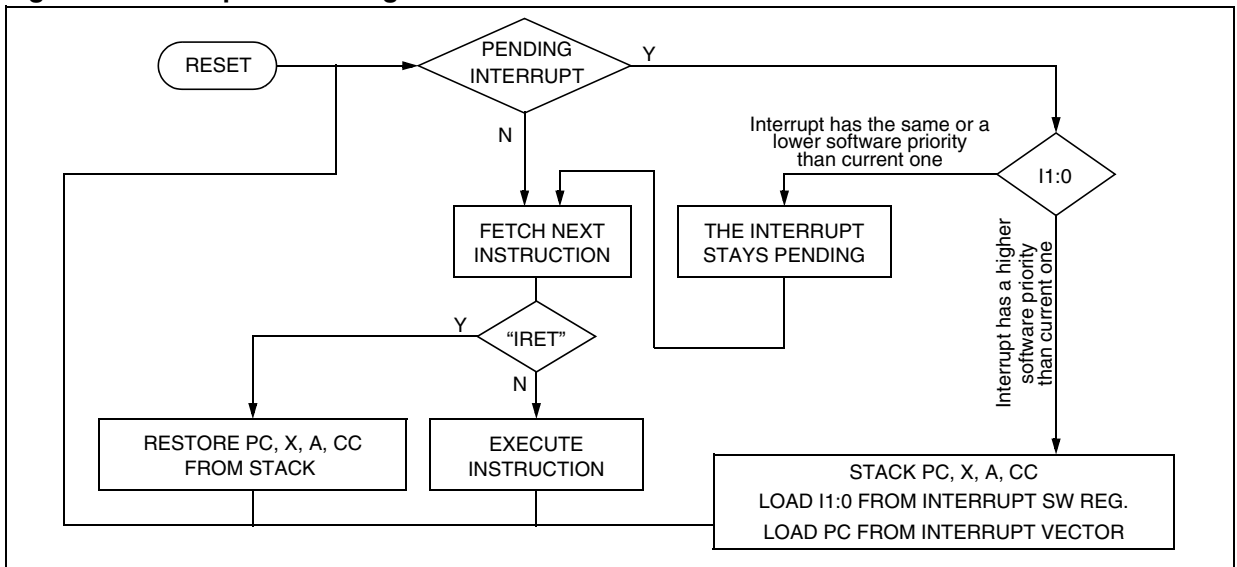 RESET
PENDING
INTERRUPT
Y
N
Interrupt has the same or a
lower software priority
than current one
I1:0
FETCH NEXT
INSTRUCTION
THE INTERRUPT
STAYS PENDING
Interrupt has a higher
software priority
than current one
Y
“IRET”
N
RESTORE PC, X, A, CC
FROM STACK
EXECUTE
INSTRUCTION
STACK PC, X, A, CC
LOAD I1:0 FROM INTERRUPT SW REG.
LOAD PC FROM INTERRUPT VECTOR